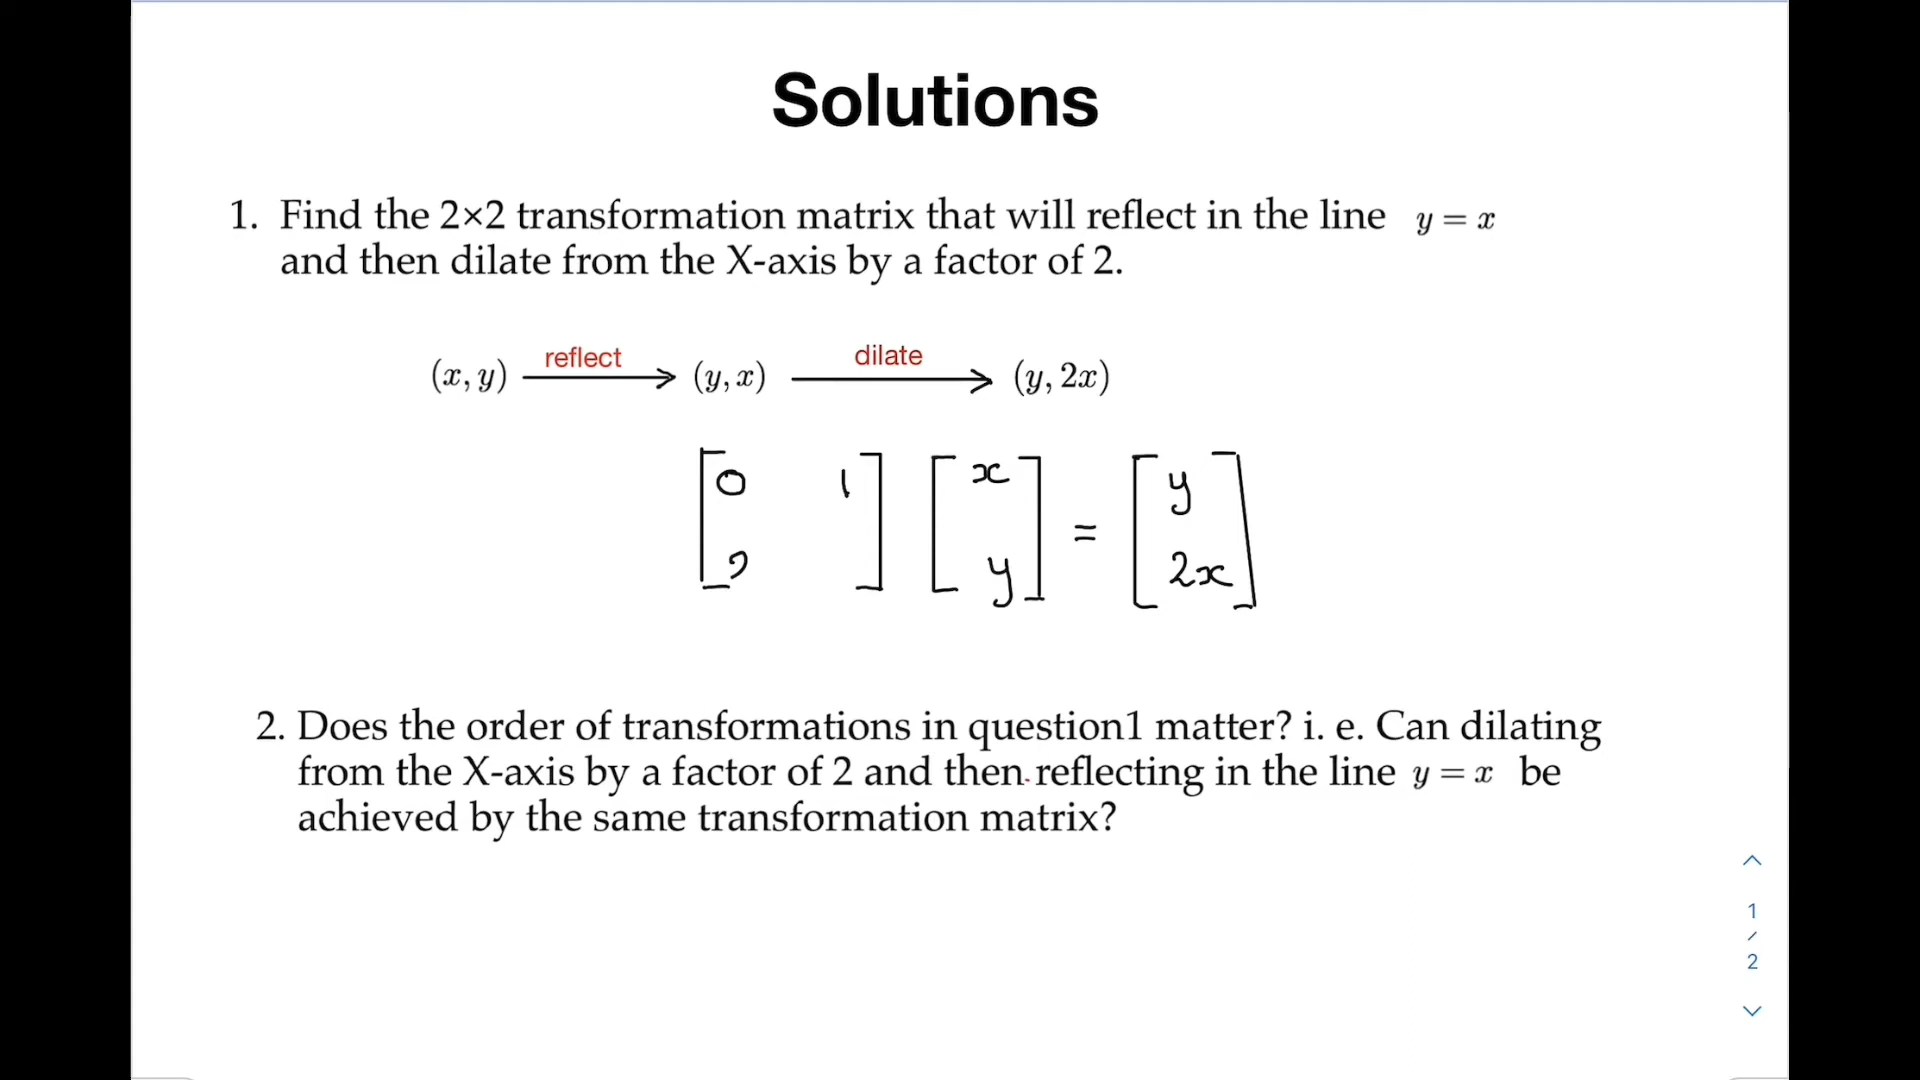 Solutions
1. Find the 2×2 transformation matrix that will reflect in the line y = x
and then dilate from the X-axis by a factor of 2.
(x, y) reflect (y, x) dilate (y, 2x)
[0 1] [x] = [y]
[2 ] [y] [2x]
2. Does the order of transformations in question1 matter? i. e. Can dilating
from the X-axis by a factor of 2 and then reflecting in the line y = x be
achieved by the same transformation matrix?
1
/
2